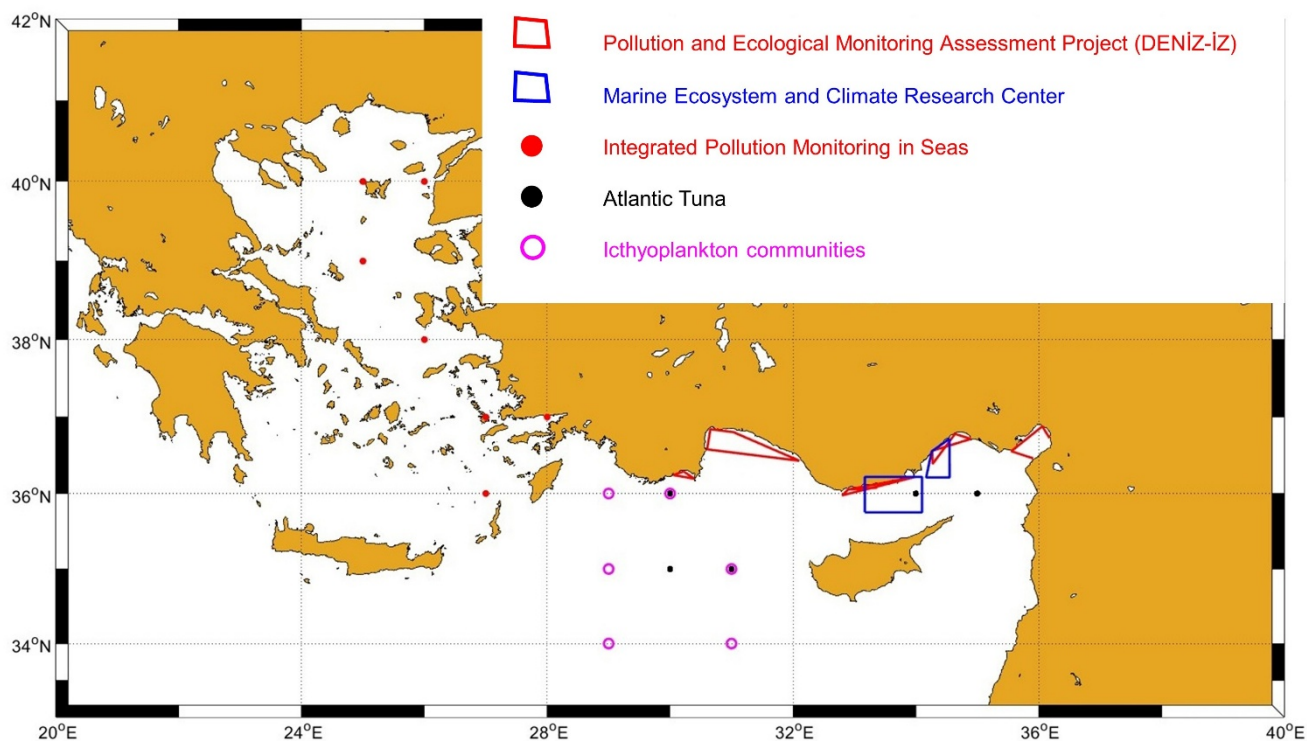 42°N
Pollution and Ecological Monitoring Assessment Project (DENİZ-İZ)
Marine Ecosystem and Climate Research Center
Integrated Pollution Monitoring in Seas
40°N
Atlantic Tuna
Icthyoplankton communities
38°N
36°N
34°N
20°E 24°E 28°E 32°E 36°E 40°E